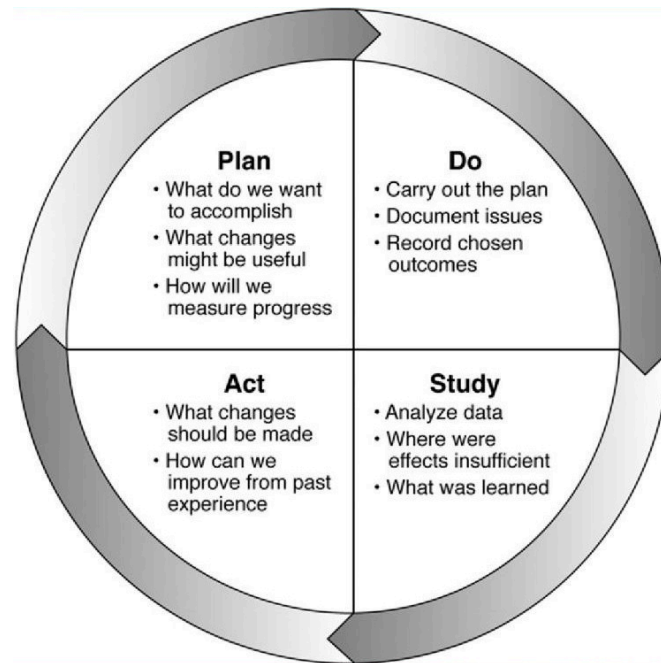 Plan
• What do we want
to accomplish
• What changes
might be useful
• How will we
measure progress
Do
• Carry out the plan
• Document issues
• Record chosen
outcomes
Act
• What changes
should be made
• How can we
improve from past
experience
Study
• Analyze data
• Where were
effects insufficient
• What was learned